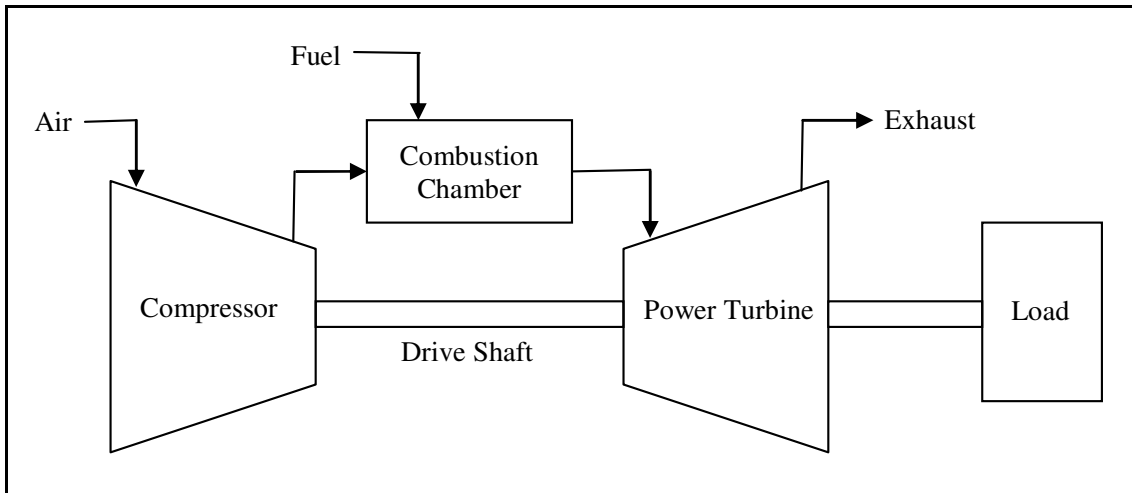 Fuel
Air
Exhaust
Combustion
Chamber
Compressor
Power Turbine
Load
Drive Shaft